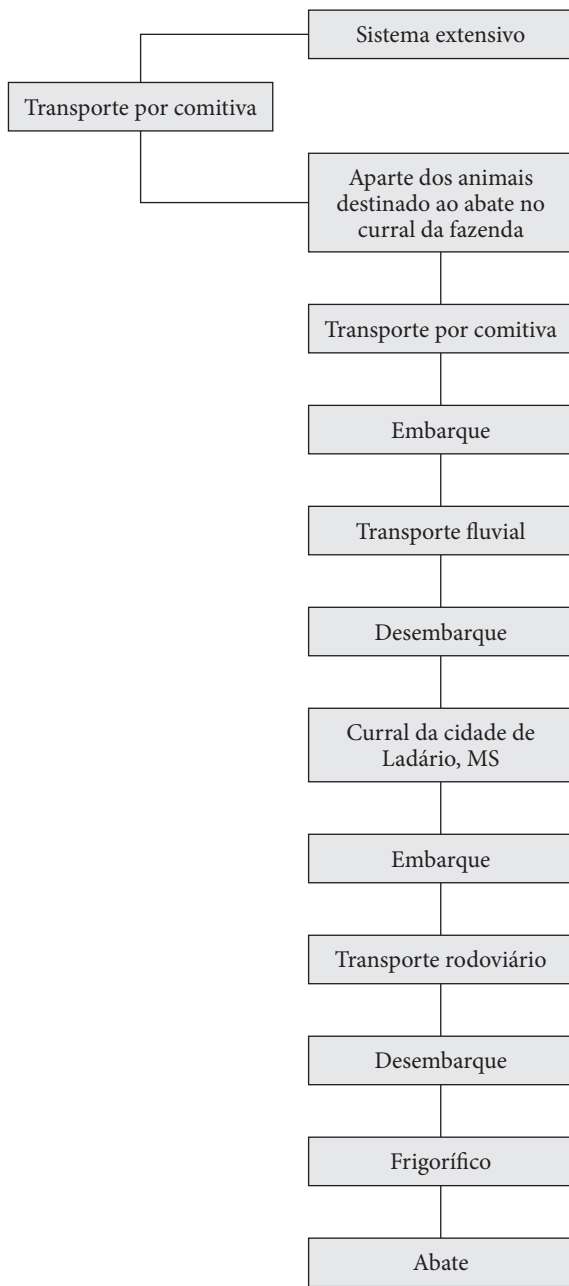 Sistema extensivo
Transporte por comitiva
Aparte dos animais
destinado ao abate no
curral da fazenda
Transporte por comitiva
Embarque
Transporte fluvial
Desembarque
Curral da cidade de
Ladário, MS
Embarque
Transporte rodoviário
Desembarque
Frigorífico
Abate